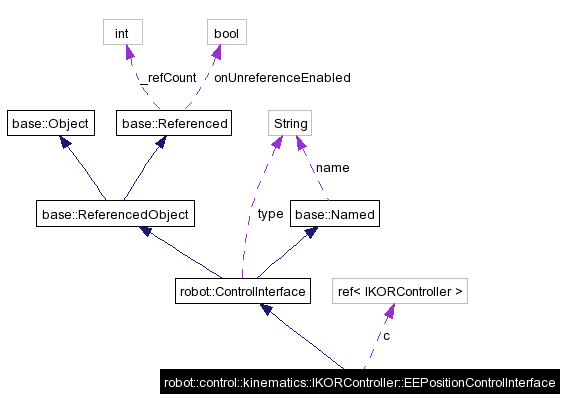 int
bool
_refCount
onUnreferenceEnabled
base::Object
base::Referenced
String
name
base::ReferencedObject
type
base::Named
robot::ControlInterface
ref< IKORController >
c
robot::control::kinematics::IKORController::EEPositionControlInterface